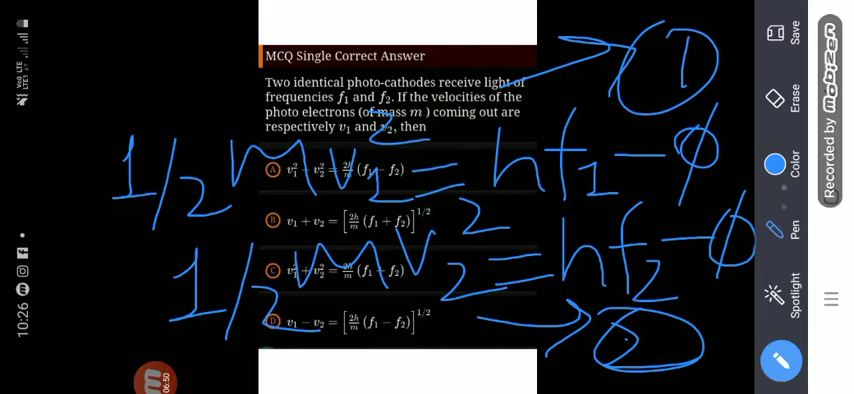 MCQ Single Correct Answer
Two identical photo-cathodes receive light of
frequencies f₁ and f₂. If the velocities of the
photo electrons (of mass m ) coming out are
respectively v₁ and v₂, then
A v₁² - v₂² = 2h/m (f₁ - f₂)
B v₁ + v₂ = [2h/m (f₁ + f₂)]^1/2
C v₁² + v₂² = 2h/m (f₁ + f₂)
D v₁ - v₂ = [2h/m (f₁ - f₂)]^1/2
1/2 mv₁² = hf₁ - ϕ → 1
1/2 mv₂² = hf₂ - ϕ →
Save
Erase
Color
Pen
Spotlight
Recorded by mobizen
10:26
VoB LTE
LTE1
06:50